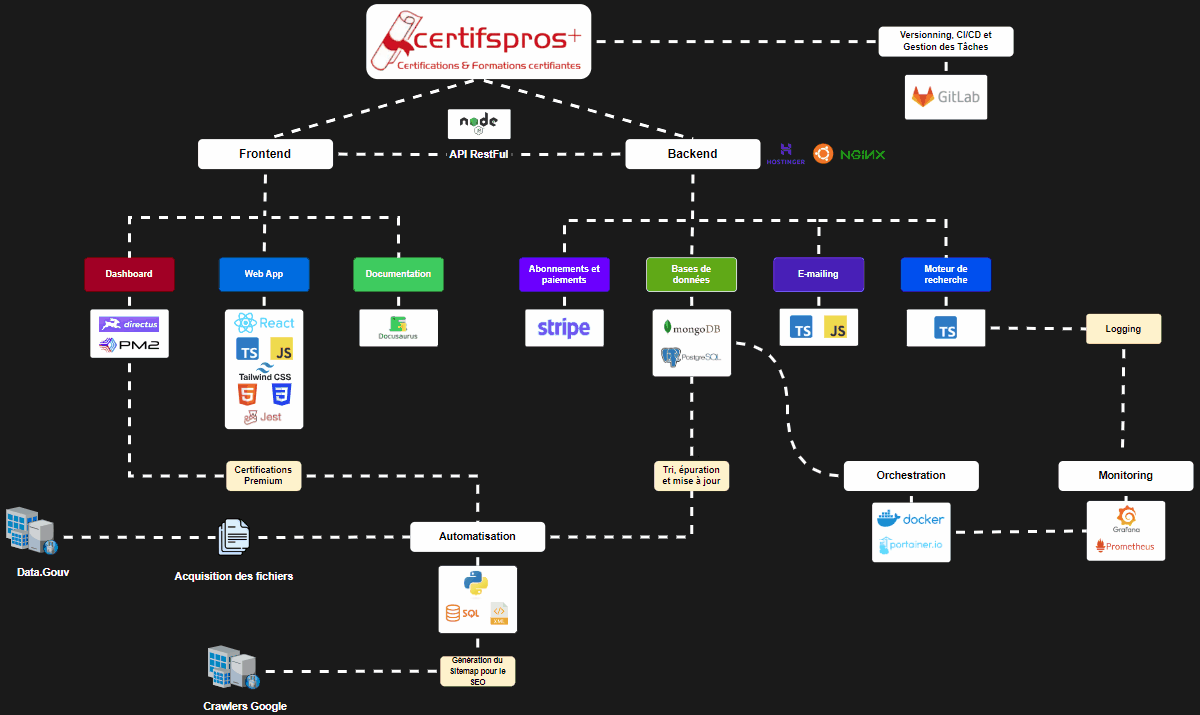 certifspros+
Certifications & Formations certifiantes
Versionning, CI/CD et
Gestion des Tâches
GitLab
node
JS
API RestFul
Frontend
Backend
HOSTINGER
NGINX
Dashboard
Web App
Documentation
Abonnements et
paiements
Bases de
données
E-mailing
Moteur de
recherche
directus
PM2
React
TS
JS
Tailwind CSS
5
3
Jest
Docusaurus
stripe
mongoDB
PostgreSQL
TS
JS
TS
Logging
Certifications
Premium
Tri, épuration
et mise à jour
Orchestration
Monitoring
docker
portainer.io
Grafana
Prometheus
Data.Gouv
Acquisition des fichiers
Automatisation
SQL
XML
Génération du
Sitemap pour le
SEO
Crawlers Google